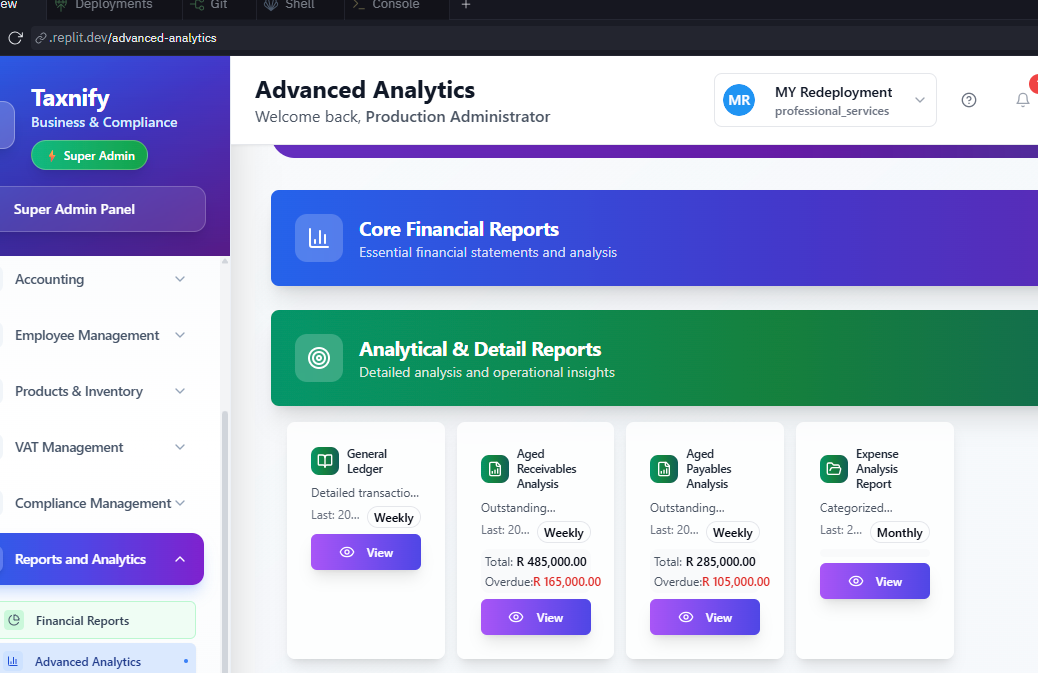 ew
Deployments
Git
Shell
Console
+
.replit.dev/advanced-analytics
Taxnify
Business & Compliance
Super Admin
Super Admin Panel
Accounting
Employee Management
Products & Inventory
VAT Management
Compliance Management
Reports and Analytics
Financial Reports
Advanced Analytics
Advanced Analytics
Welcome back, Production Administrator
MR
MY Redeployment
professional_services
Core Financial Reports
Essential financial statements and analysis
Analytical & Detail Reports
Detailed analysis and operational insights
General
Ledger
Detailed transactio...
Last: 20... Weekly
View
Aged
Receivables
Analysis
Outstanding...
Last: 20... Weekly
Total: R 485,000.00
Overdue:R 165,000.00
View
Aged
Payables
Analysis
Outstanding...
Last: 20... Weekly
Total: R 285,000.00
Overdue:R 105,000.00
View
Expense
Analysis
Report
Categorized...
Last: 2... Monthly
View